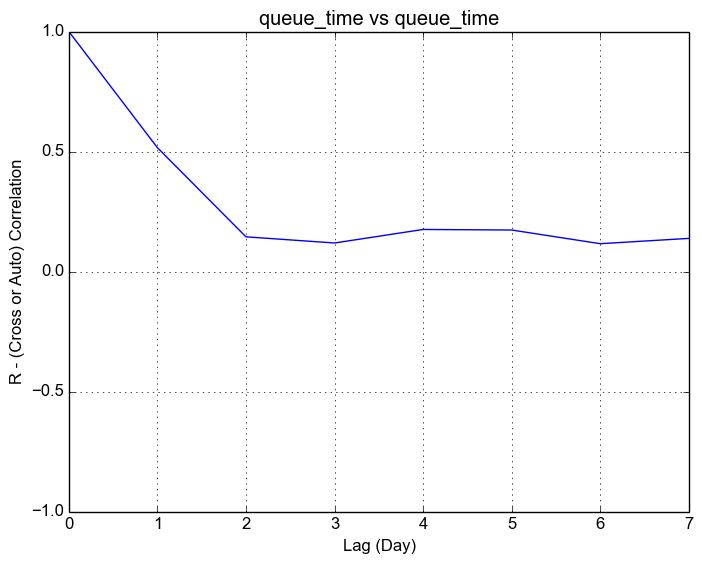 queue_time vs queue_time
R - (Cross or Auto) Correlation
1.0
0.5
0.0
−0.5
−1.0
0 1 2 3 4 5 6 7
Lag (Day)